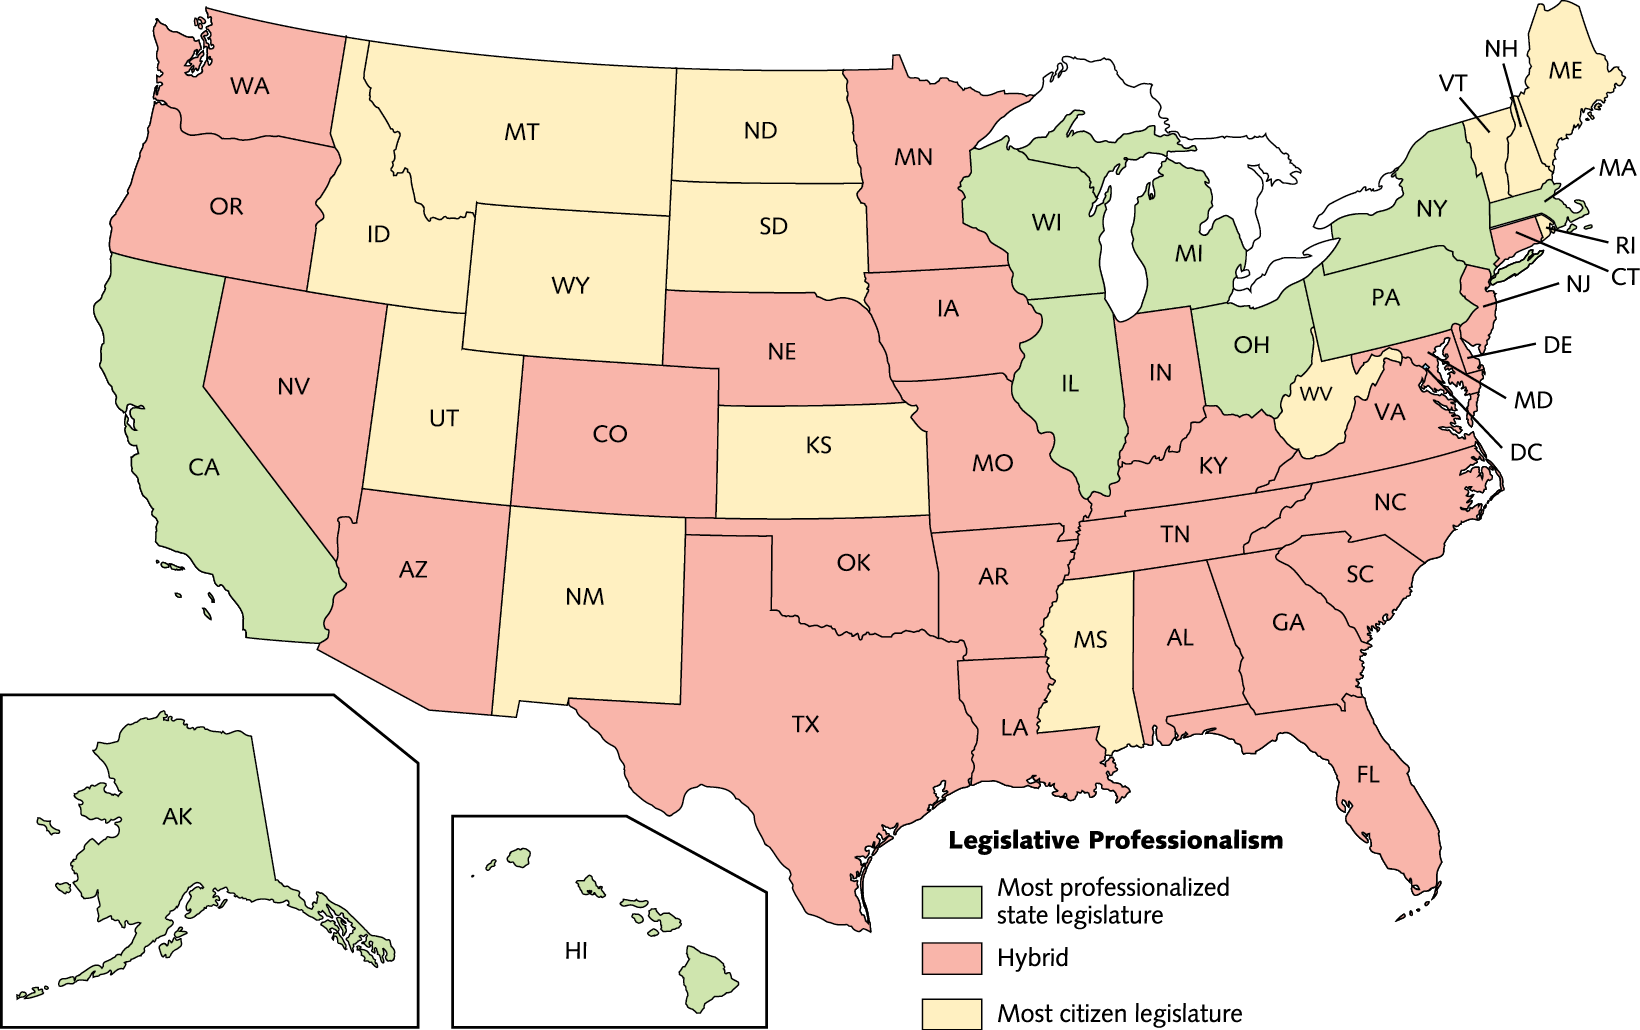 NH
ME
VT
WA
MT
ND
MN
MA
OR
ID
SD
WI
NY
MI
RI
CT
WY
NJ
IA
PA
NE
OH
DE
NV
IN
IL
WV
MD
UT
CO
KS
VA
DC
CA
MO
KY
NC
TN
AZ
OK
AR
SC
NM
MS
AL
GA
TX
LA
FL
AK
HI
Legislative Professionalism
Most professionalized
state legislature
Hybrid
Most citizen legislature